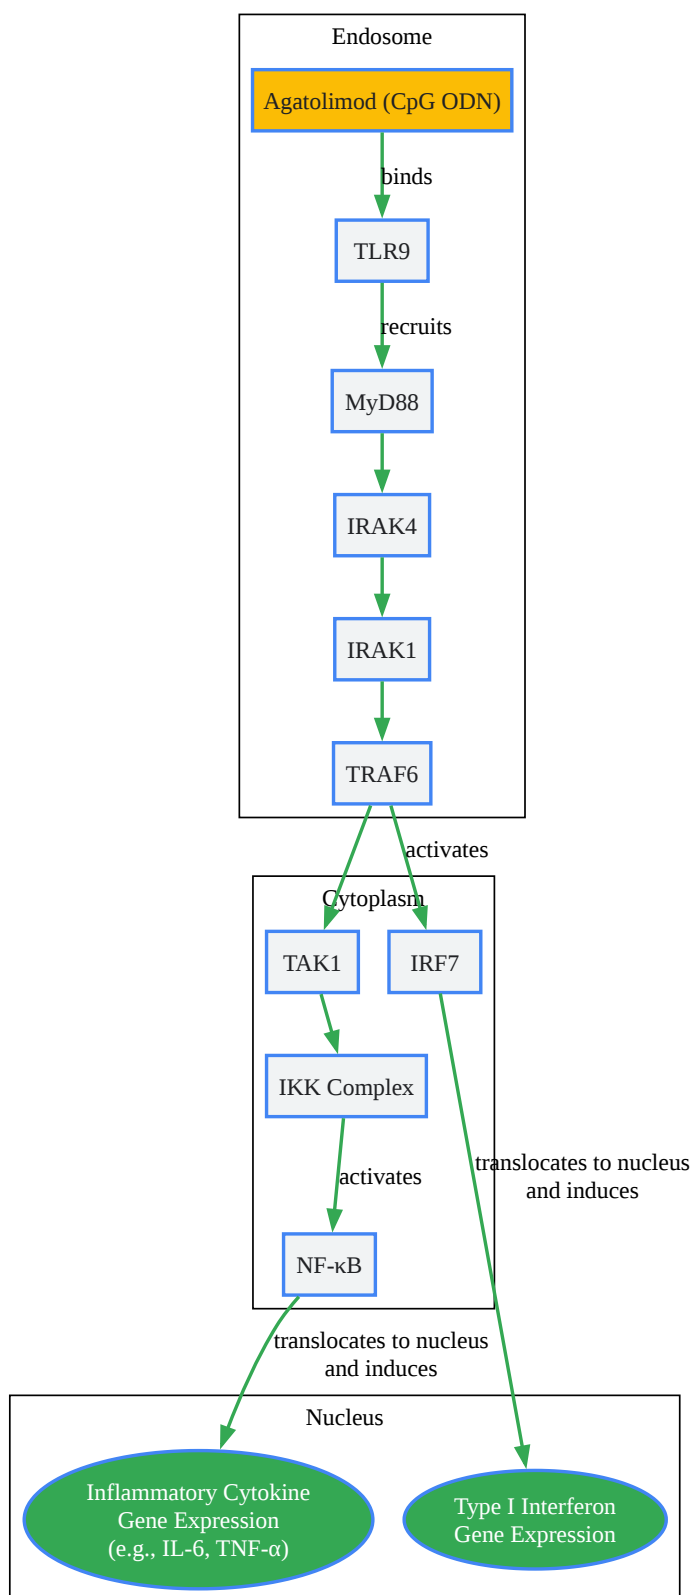 Endosome
Agatolimod (CpG ODN)
binds
TLR9
recruits
MyD88
IRAK4
IRAK1
TRAF6
activates
Cytoplasm
TAK1
IRF7
IKK Complex
translocates to nucleus
and induces
activates
NF-κB
translocates to nucleus
and induces
Nucleus
Inflammatory Cytokine
Gene Expression
(e.g., IL-6, TNF-α)
Type I Interferon
Gene Expression